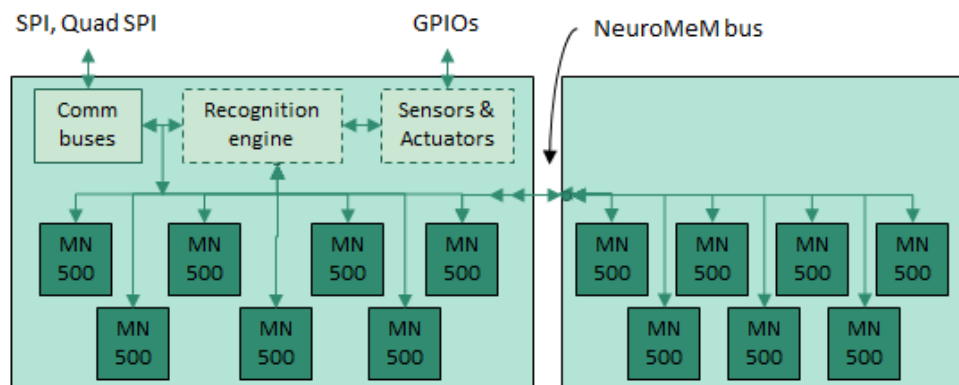 SPI, Quad SPI
GPIOs
NeuroMeM bus
Comm
buses
Recognition
engine
Sensors &
Actuators
MN
500
MN
500
MN
500
MN
500
MN
500
MN
500
MN
500
MN
500
MN
500
MN
500
MN
500
MN
500
MN
500
MN
500